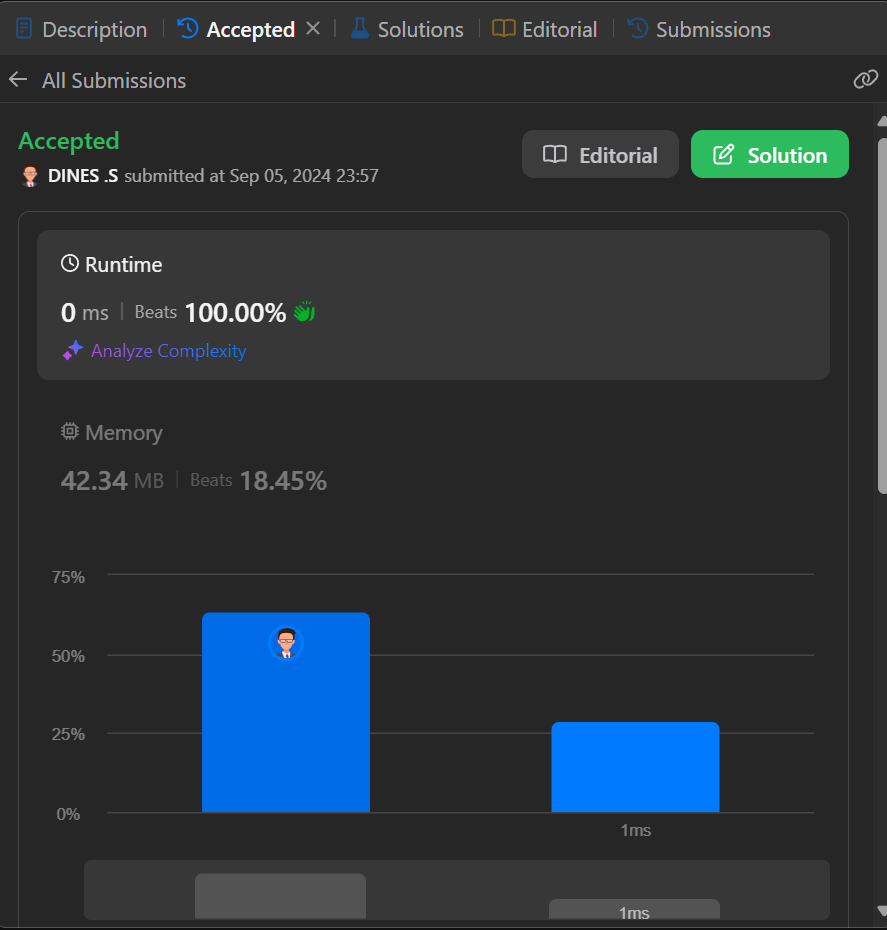 Description Accepted Solutions Editorial Submissions
All Submissions
Accepted
DINES .S submitted at Sep 05, 2024 23:57
Editorial
Solution
Runtime
0 ms Beats 100.00%
Analyze Complexity
Memory
42.34 MB Beats 18.45%
75%
50%
25%
0%
1ms
1ms